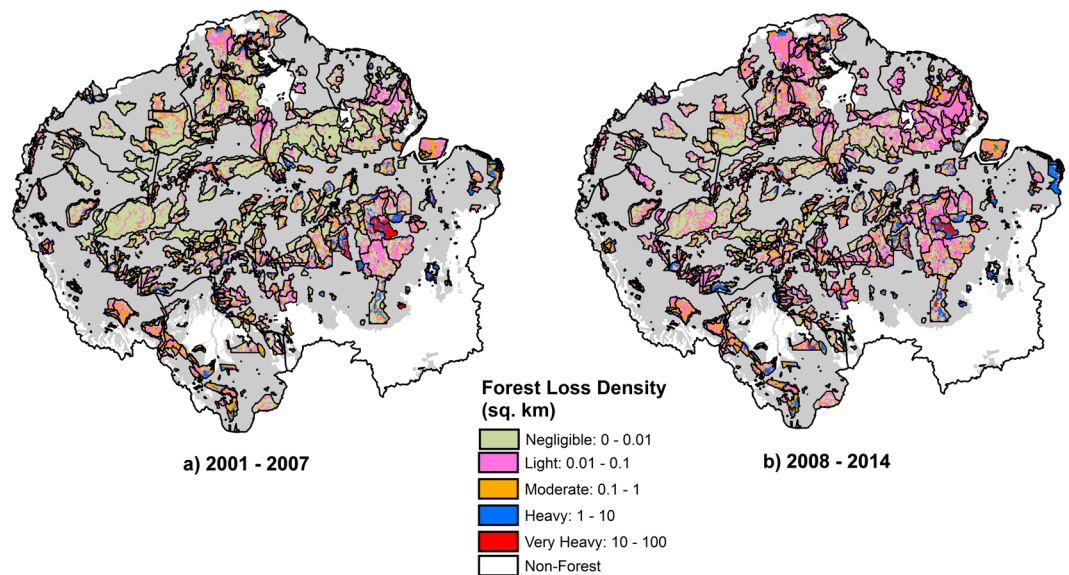 Forest Loss Density
(sq. km)
Negligible: 0 - 0.01
Light: 0.01 - 0.1
Moderate: 0.1 - 1
Heavy: 1 - 10
Very Heavy: 10 - 100
Non-Forest
a) 2001 - 2007
b) 2008 - 2014